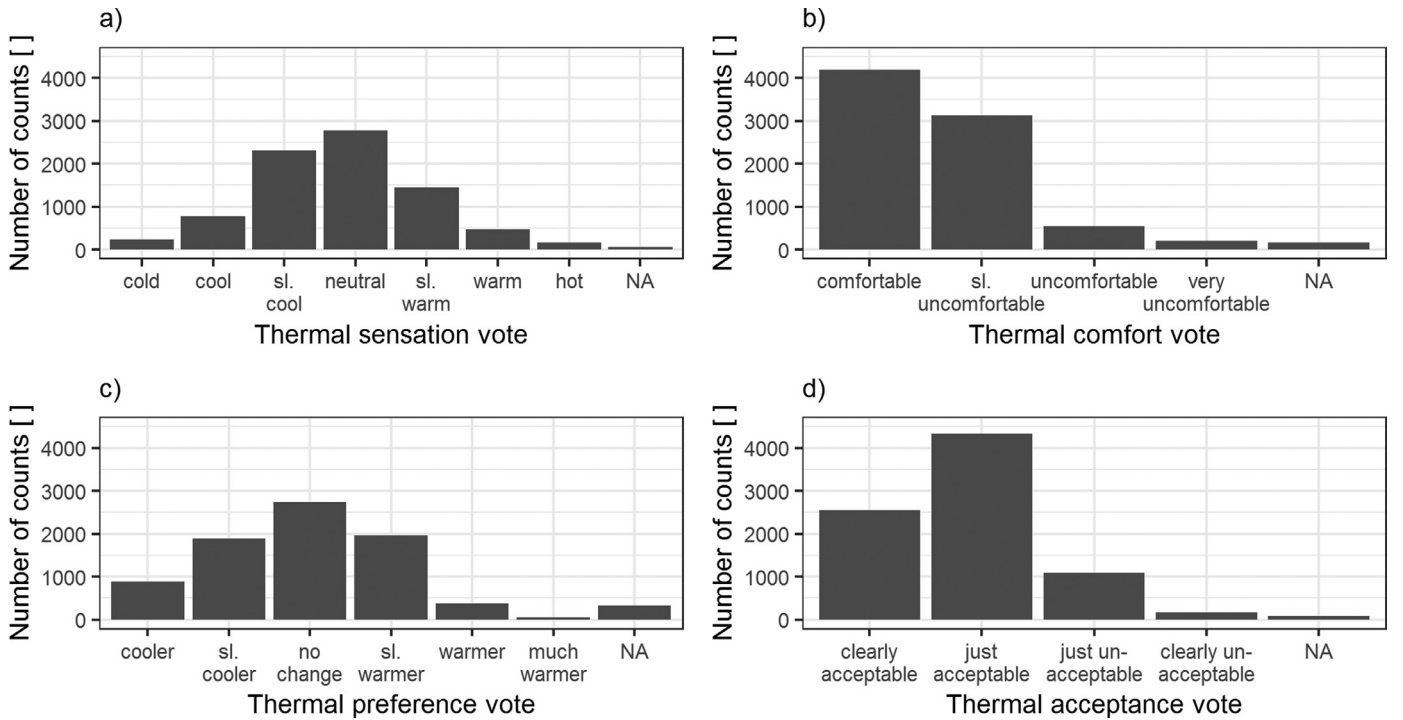 a)
Number of counts [ ]
4000
3000
2000
1000
0
cold cool sl. neutral sl. warm hot NA
cool warm
Thermal sensation vote
b)
Number of counts [ ]
4000
3000
2000
1000
0
comfortable sl. uncomfortable very NA
uncomfortable uncomfortable
Thermal comfort vote
c)
Number of counts [ ]
4000
3000
2000
1000
0
cooler sl. no sl. warmer much NA
cooler change warmer warmer
Thermal preference vote
d)
Number of counts [ ]
4000
3000
2000
1000
0
clearly just just un- clearly un- NA
acceptable acceptable acceptable acceptable
Thermal acceptance vote